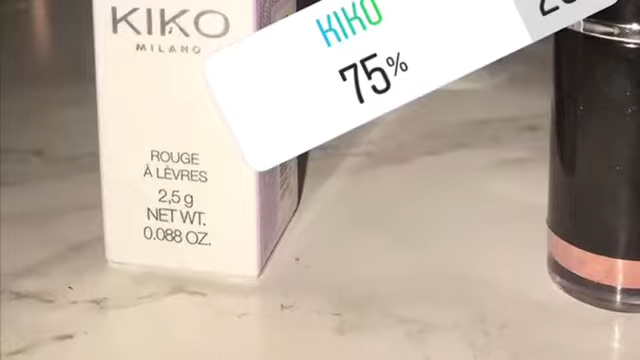 KIKO
MILANO
KIKO
75%
ROUGE
À LÈVRES
2,5 g
NET WT.
0.088 OZ.